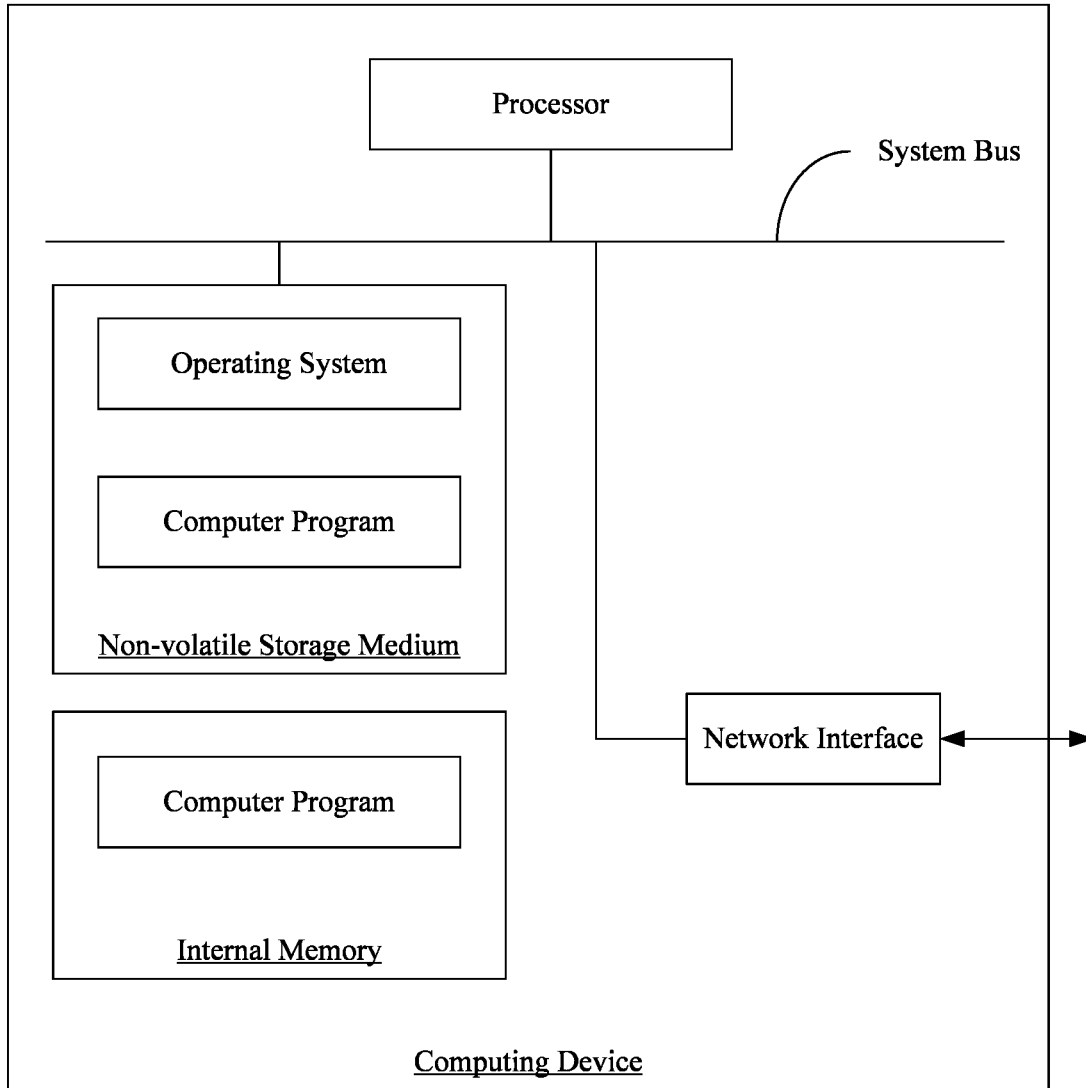 Processor
System Bus
Operating System
Computer Program
Non-volatile Storage Medium
Network Interface
Computer Program
Internal Memory
Computing Device